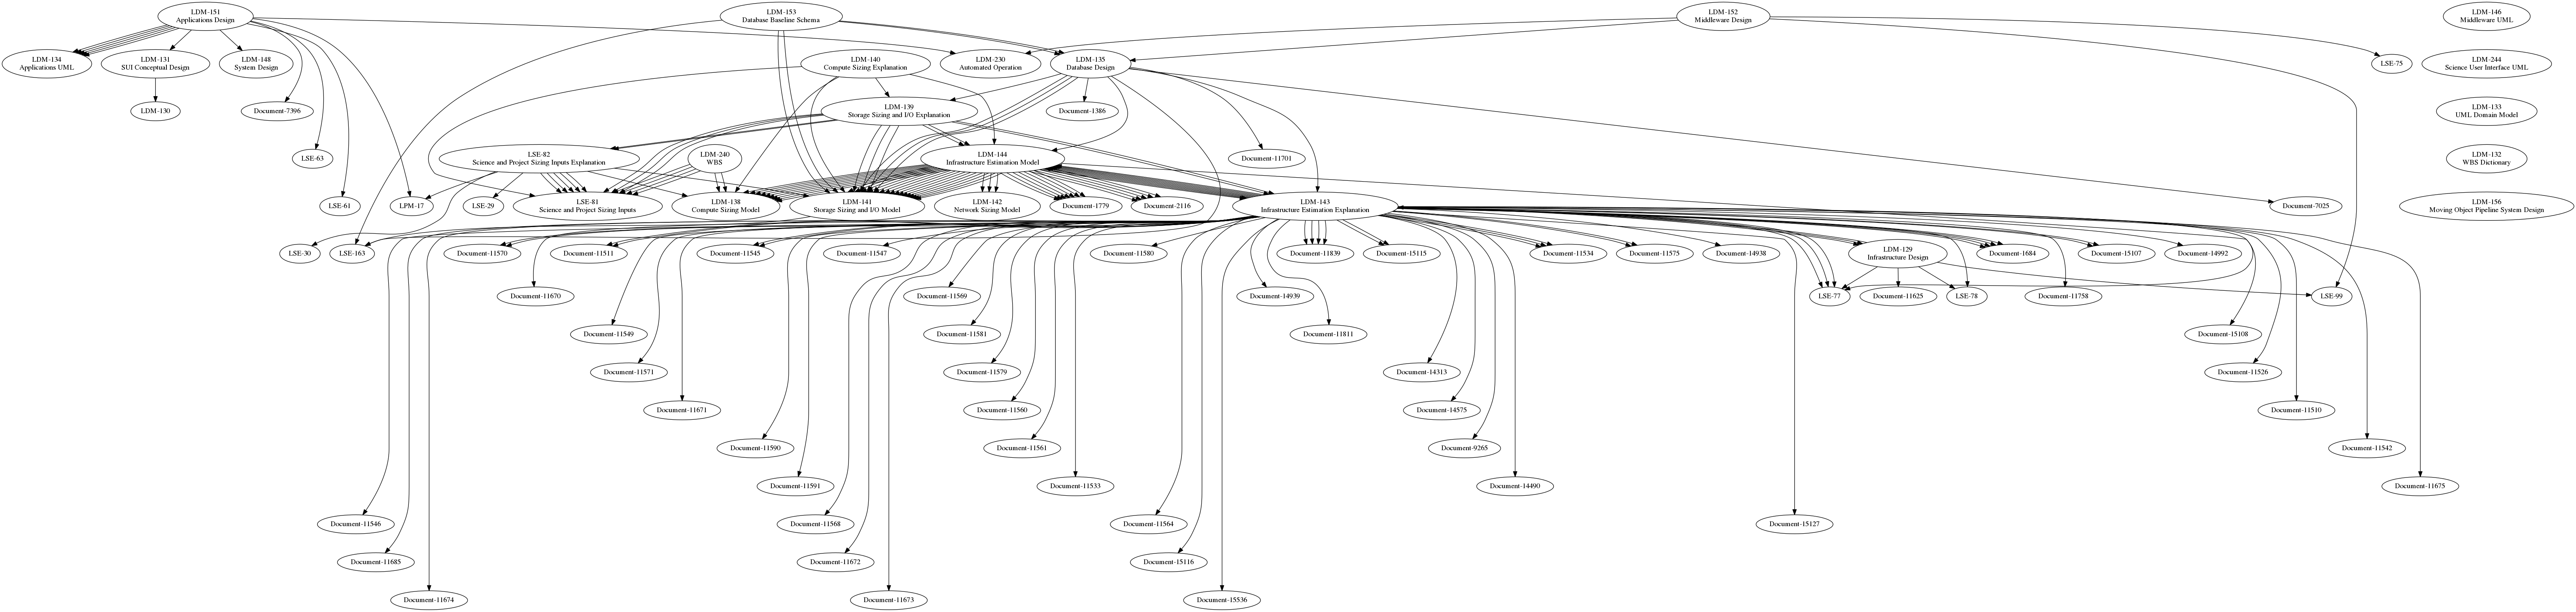 LDM-151
Applications Design
LDM-153
Database Baseline Schema
LDM-152
Middleware Design
LDM-146
Middleware UML
LDM-134
Applications UML
LDM-131
SUI Conceptual Design
LDM-148
System Design
LDM-140
Compute Sizing Explanation
LDM-230
Automated Operation
LDM-135
Database Design
LSE-75
LDM-244
Science User Interface UML
LDM-130
Document-7396
LDM-139
Storage Sizing and I/O Explanation
Document-1386
LDM-133
UML Domain Model
LSE-63
LSE-82
Science and Project Sizing Inputs Explanation
LDM-240
WBS
LDM-144
Infrastructure Estimation Model
Document-11701
LDM-132
WBS Dictionary
LSE-61
LPM-17
LSE-29
LSE-81
Science and Project Sizing Inputs
LDM-138
Compute Sizing Model
LDM-141
Storage Sizing and I/O Model
LDM-142
Network Sizing Model
Document-1779
Document-2116
LDM-143
Infrastructure Estimation Explanation
Document-7025
LDM-156
Moving Object Pipeline System Design
LSE-30
LSE-163
Document-11570
Document-11511
Document-11545
Document-11547
Document-11580
Document-11839
Document-15115
Document-11534
Document-11575
Document-14938
LDM-129
Infrastructure Design
Document-1684
Document-15107
Document-14992
Document-11670
Document-11569
Document-14939
LSE-77
Document-11625
LSE-78
Document-11758
LSE-99
Document-11549
Document-11581
Document-11811
Document-15108
Document-11571
Document-11579
Document-14313
Document-11526
Document-11671
Document-11560
Document-14575
Document-11510
Document-11590
Document-11561
Document-9265
Document-11542
Document-11591
Document-11533
Document-14490
Document-11675
Document-11546
Document-11568
Document-11564
Document-15127
Document-11685
Document-11672
Document-15116
Document-11674
Document-11673
Document-15536